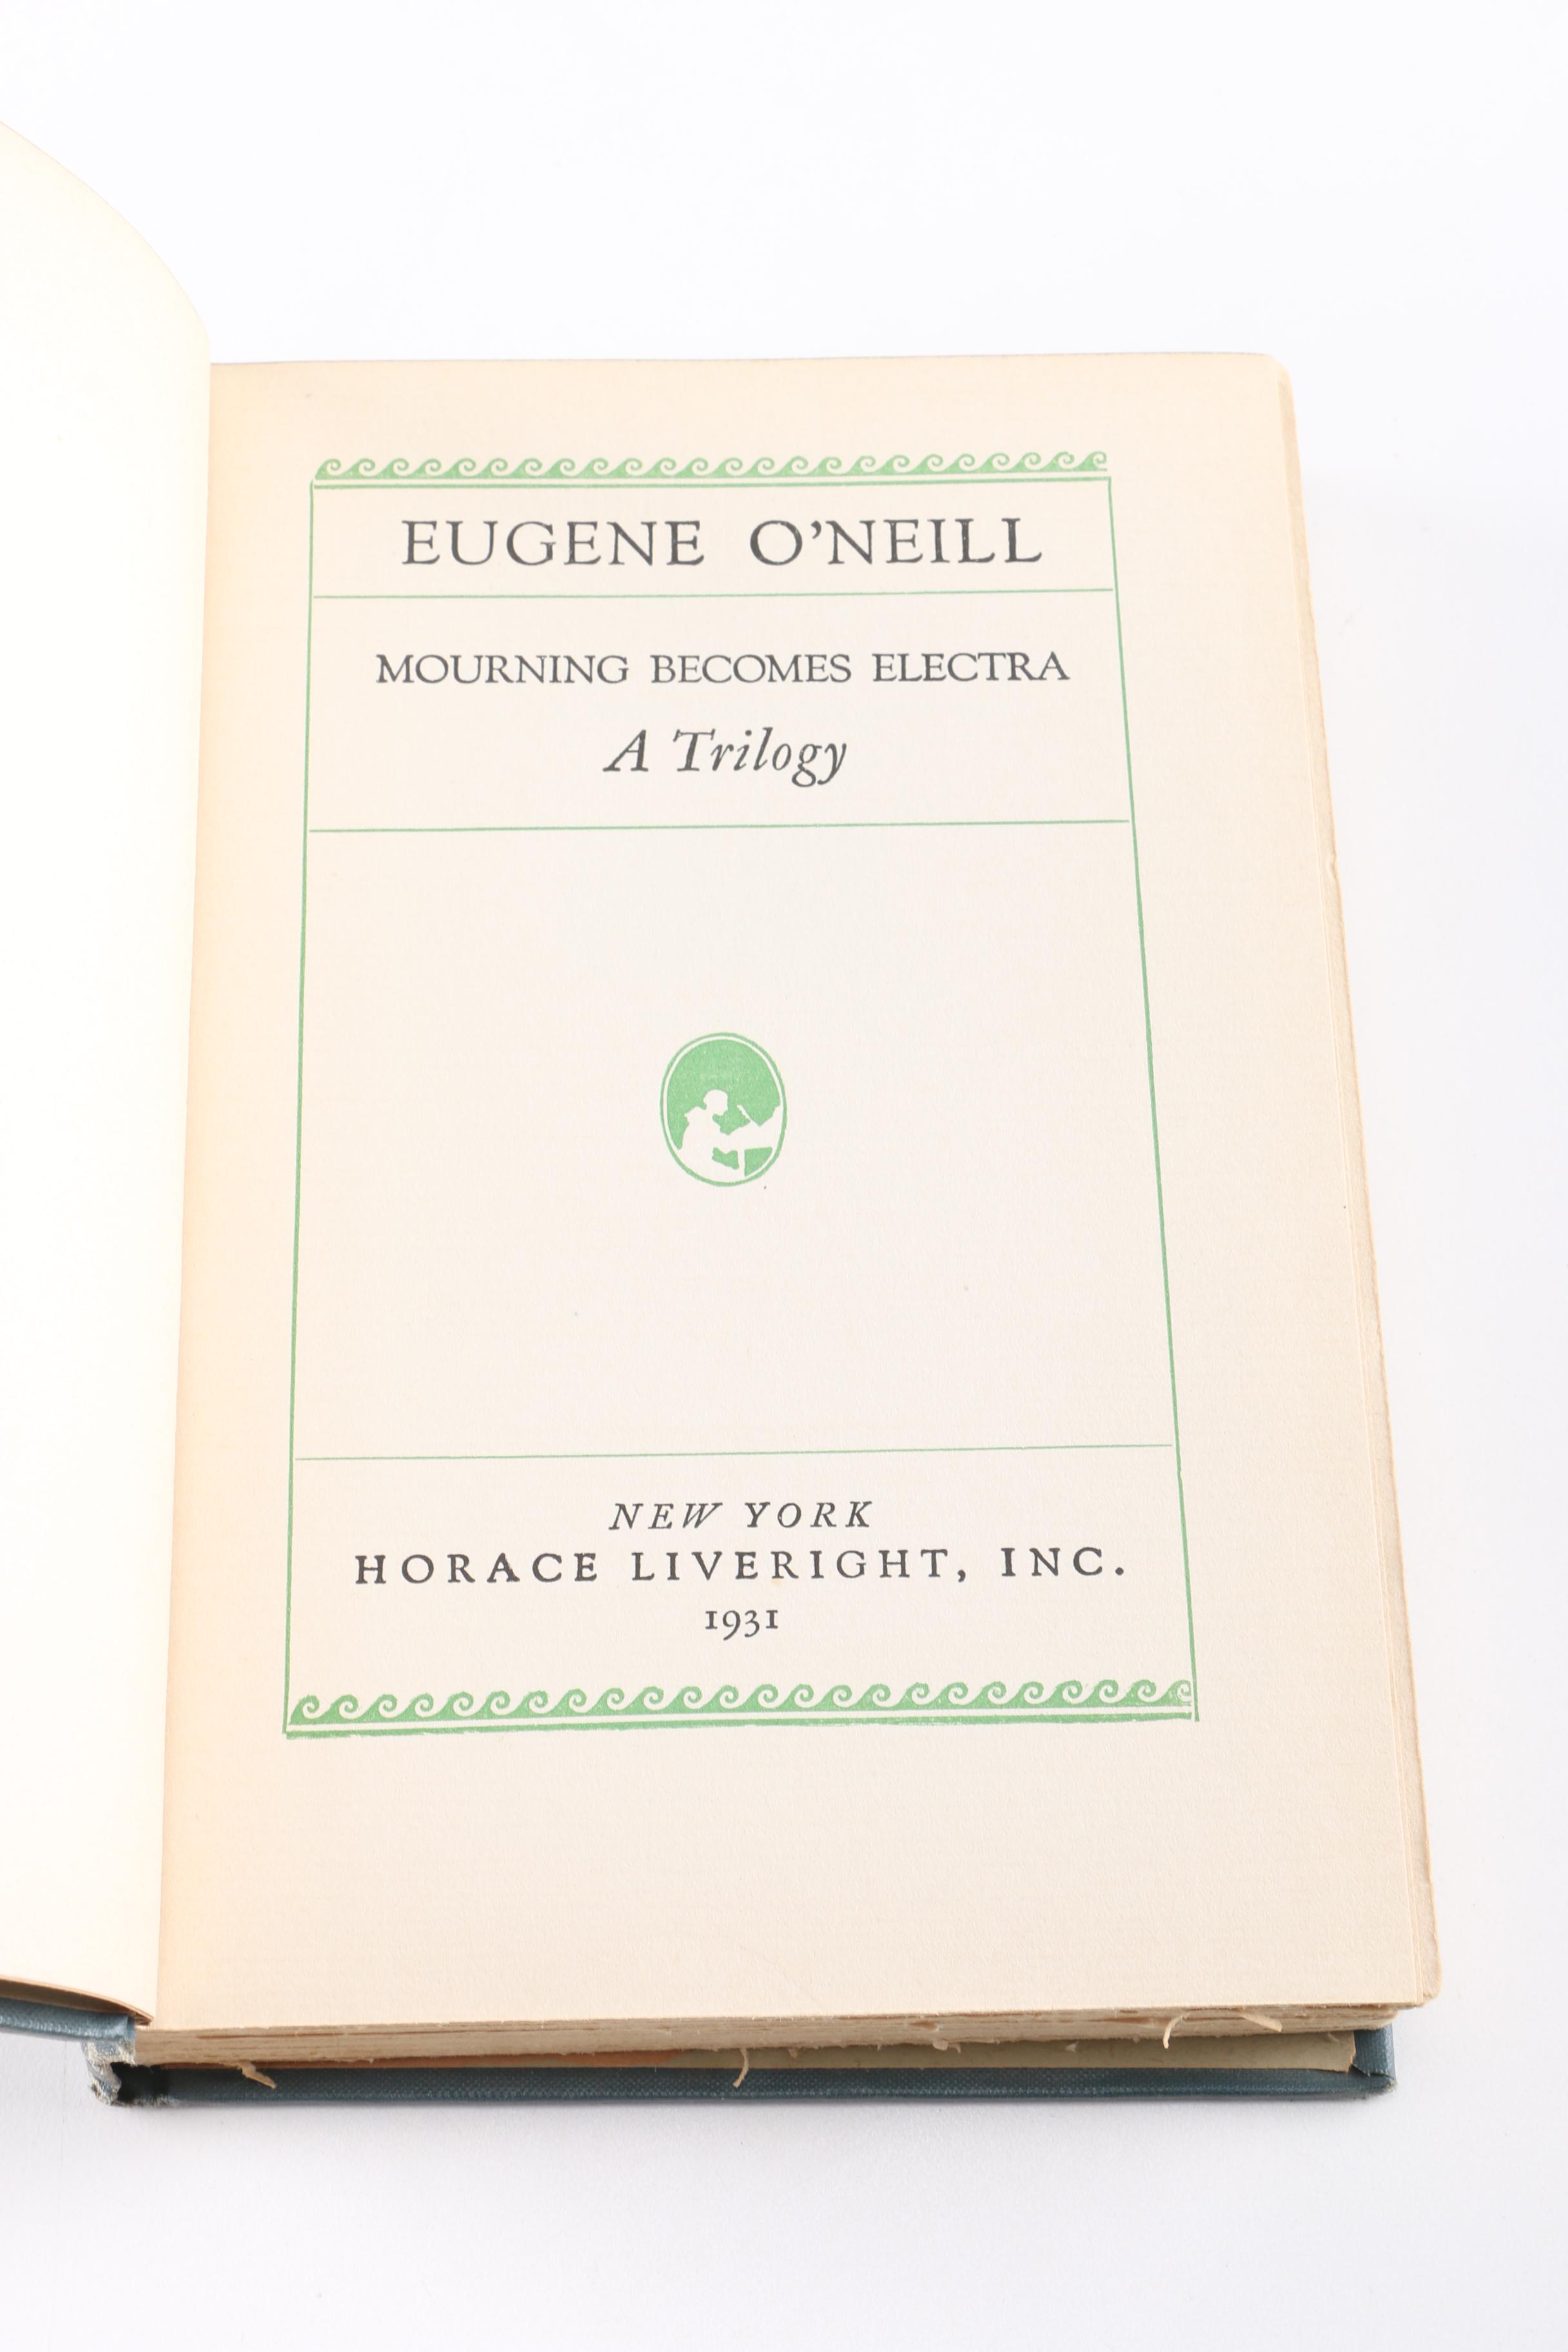 EUGENE O'NEILL
MOURNING BECOMES ELECTRA
A Trilogy
NEW YORK
HORACE LIVERIGHT, INC.
1931